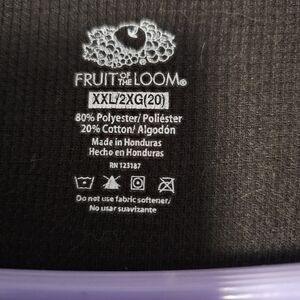 FRUIT OF THE LOOM®
XXL/2XG(20)
80% Polyester/ Poliéster
20% Cotton/ Algodón
Made in Honduras
Hecho en Honduras
RN 123187
Do not use fabric softener/
No usar suavizante